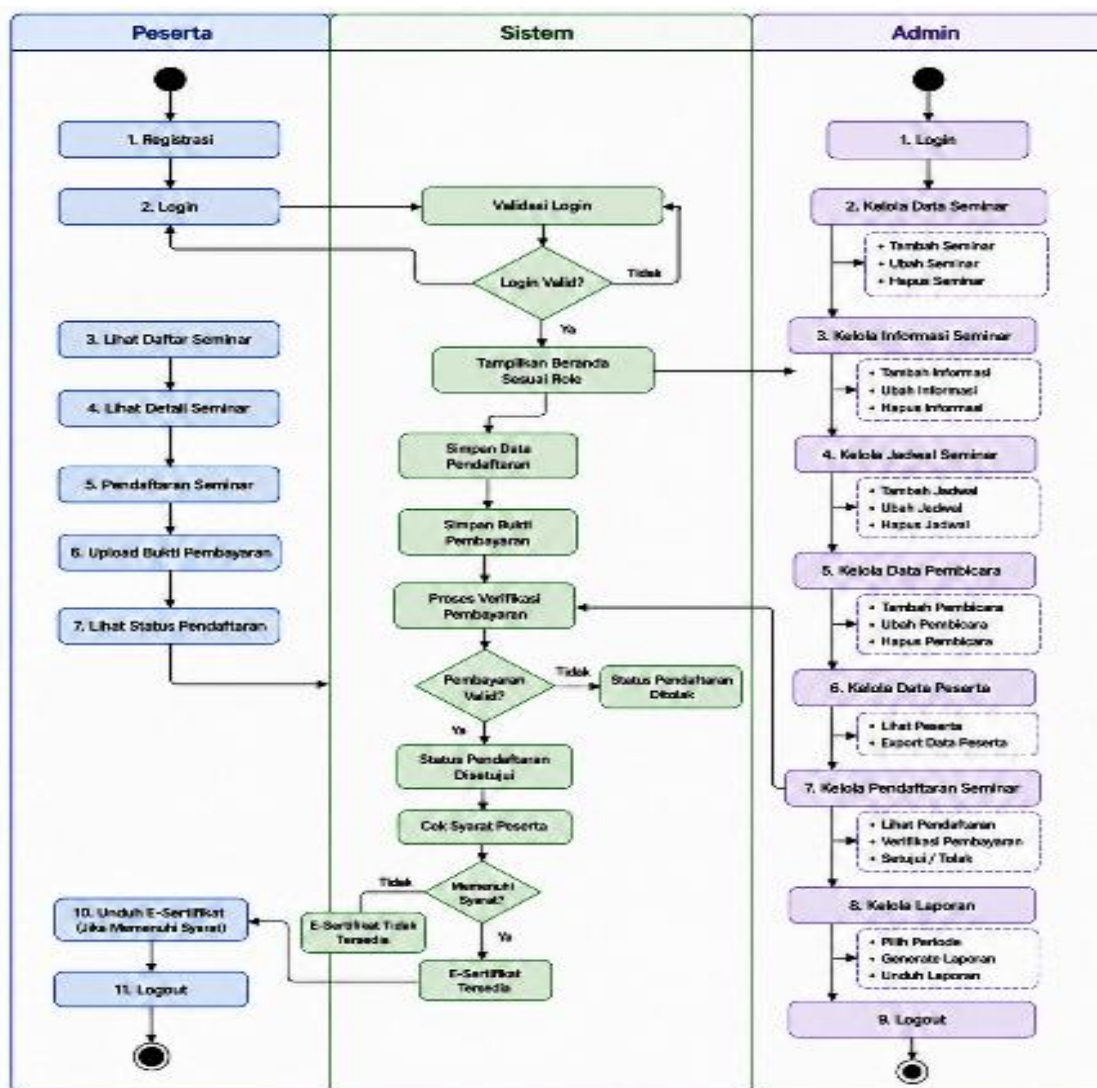 Peserta
Sistem
Admin
1. Registrasi
2. Login
3. Lihat Daftar Seminar
4. Lihat Detail Seminar
5. Pendaftaran Seminar
6. Upload Bukti Pembayaran
7. Lihat Status Pendaftaran
10. Unduh E-Sertifikat
(Jika Memenuhi Syarat)
11. Logout
Validasi Login
Login Valid?
Tidak
Ya
Tampilkan Beranda
Sesuai Role
Simpan Data
Pendaftaran
Simpan Bukti
Pembayaran
Proses Verifikasi
Pembayaran
Pembayaran
Valid?
Tidak
Status Pendaftaran
Ditolak
Ya
Status Pendaftaran
Disetujui
Cek Syarat Peserta
Memenuhi
Syarat?
Tidak
E-Sertifikat Tidak
Tersedia
Ya
E-Sertifikat
Tersedia
1. Login
2. Kelola Data Seminar
• Tambah Seminar
• Ubah Seminar
• Hapus Seminar
3. Kelola Informasi Seminar
• Tambah Informasi
• Ubah Informasi
• Hapus Informasi
4. Kelola Jadwal Seminar
• Tambah Jadwal
• Ubah Jadwal
• Hapus Jadwal
5. Kelola Data Pembicara
• Tambah Pembicara
• Ubah Pembicara
• Hapus Pembicara
6. Kelola Data Peserta
• Lihat Peserta
• Export Data Peserta
7. Kelola Pendaftaran Seminar
• Lihat Pendaftaran
• Verifikasi Pembayaran
• Setujui / Tolak
8. Kelola Laporan
• Pilih Periode
• Generate Laporan
• Unduh Laporan
9. Logout